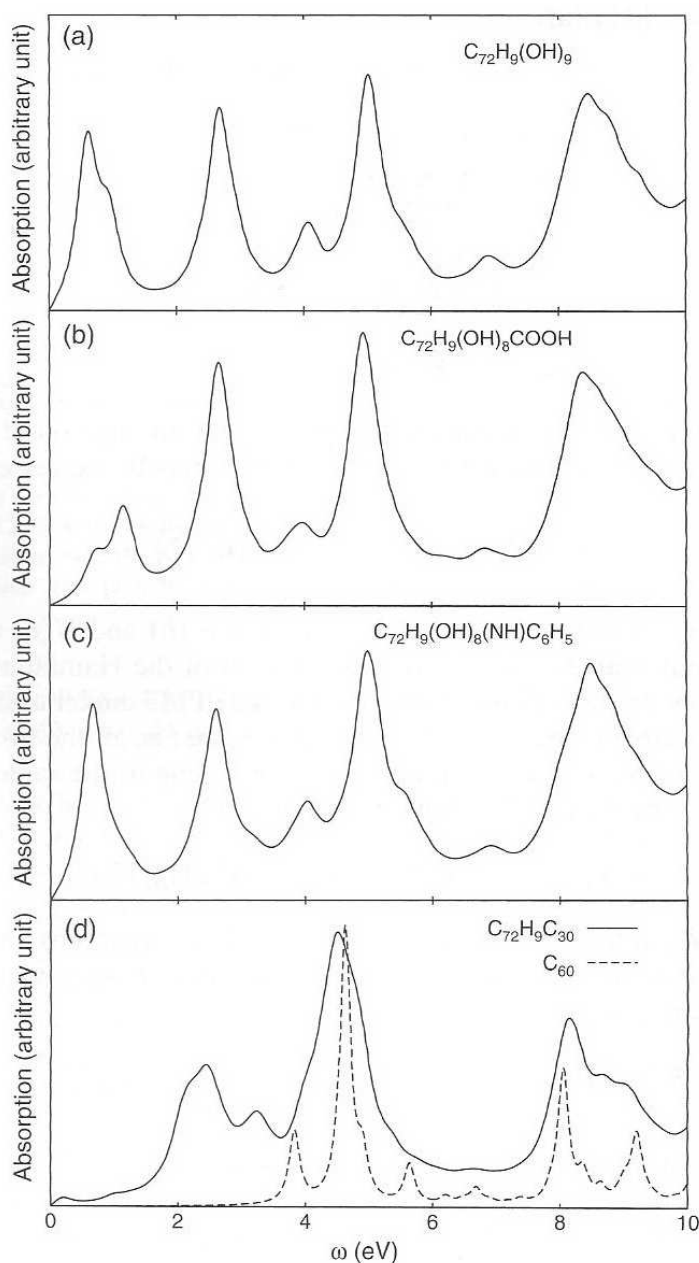 (a)
C₇₂H₉(OH)₉
Absorption (arbitrary unit)
(b)
C₇₂H₉(OH)₈COOH
Absorption (arbitrary unit)
(c)
C₇₂H₉(OH)₈(NH)C₆H₅
Absorption (arbitrary unit)
(d)
C₇₂H₉C₃₀
C₆₀
Absorption (arbitrary unit)
0 2 4 6 8 10
ω (eV)